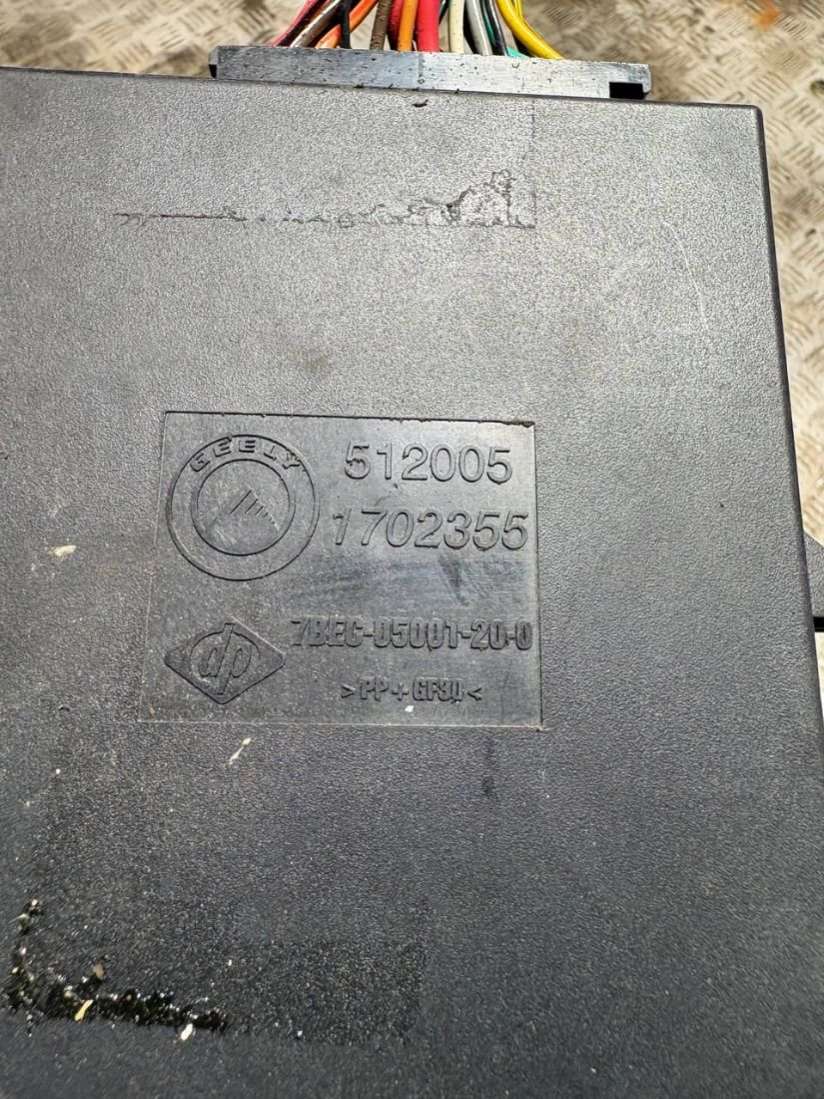 GEELY
512005
1702355
dp
7BEC-05001-20-0
>PP+GF30<